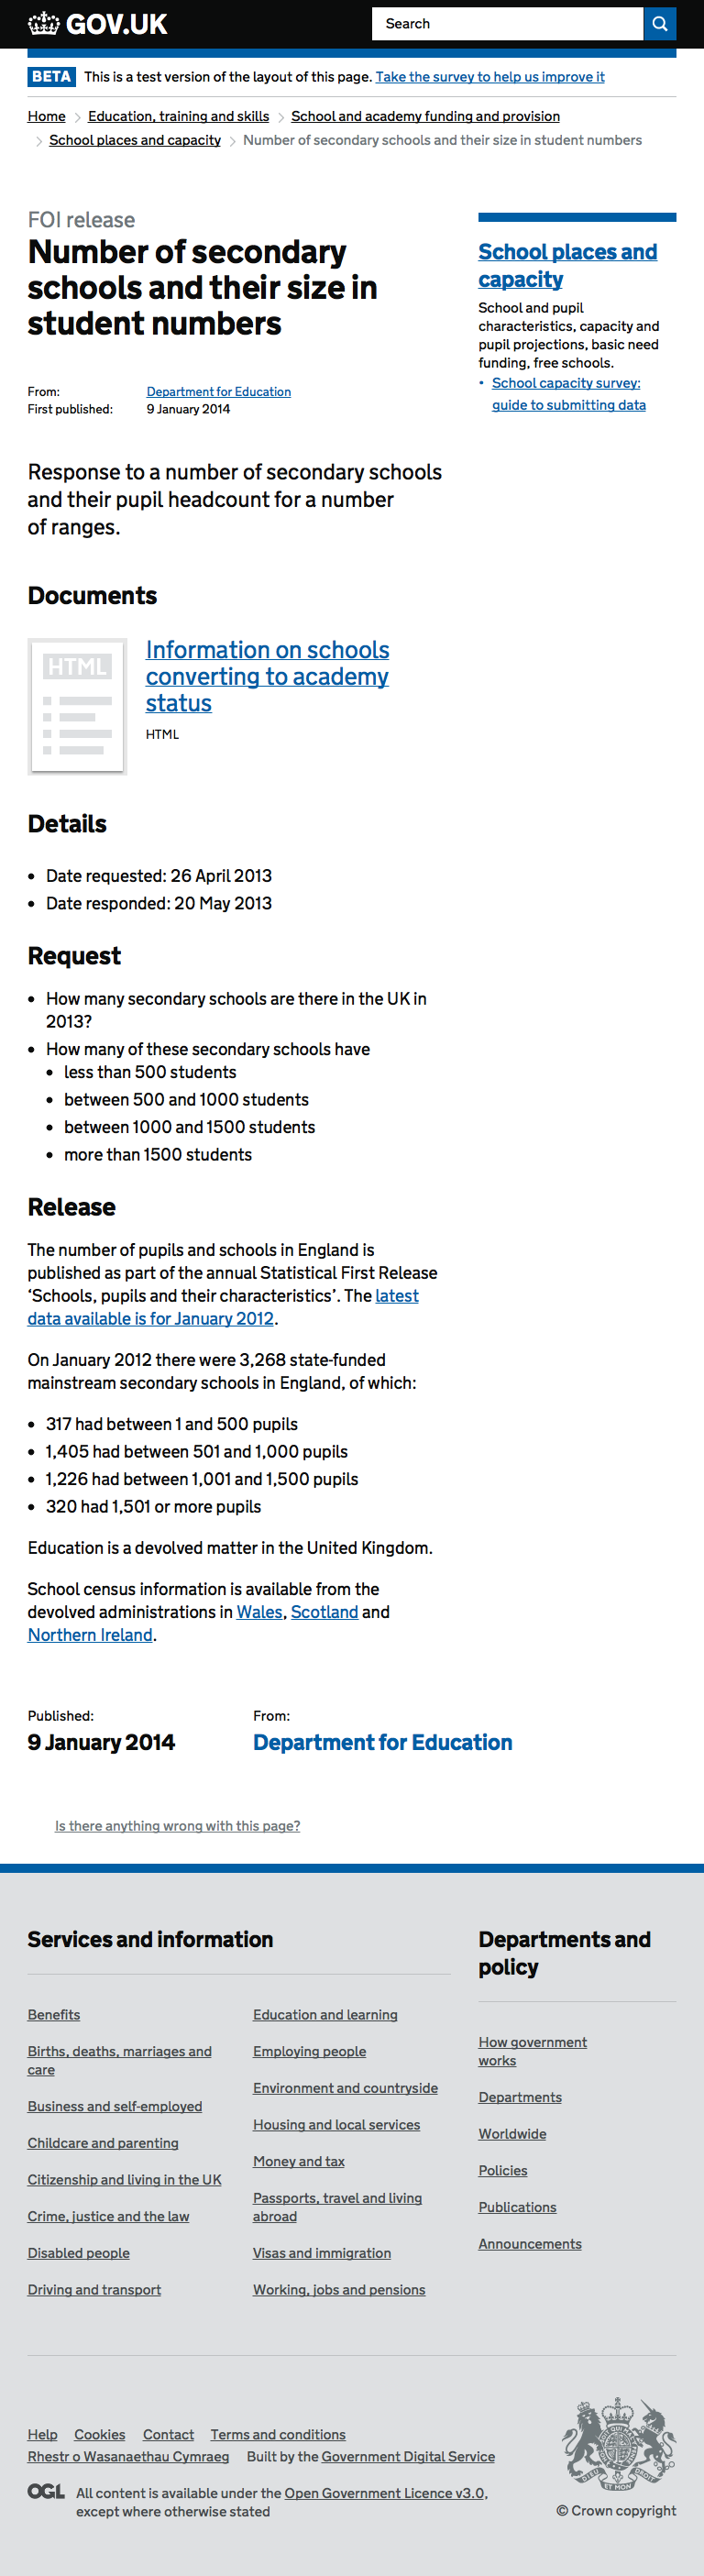 GOV.UK
Search
BETA This is a test version of the layout of this page. Take the survey to help us improve it
Home Education, training and skills School and academy funding and provision
School places and capacity Number of secondary schools and their size in student numbers
FOI release
Number of secondary
schools and their size in
student numbers
From: Department for Education
First published: 9 January 2014
School places and
capacity
School and pupil
characteristics, capacity and
pupil projections, basic need
funding, free schools.
• School capacity survey:
guide to submitting data
Response to a number of secondary schools
and their pupil headcount for a number
of ranges.
Documents
HTML
Information on schools
converting to academy
status
HTML
Details
• Date requested: 26 April 2013
• Date responded: 20 May 2013
Request
• How many secondary schools are there in the UK in
2013?
• How many of these secondary schools have
• less than 500 students
• between 500 and 1000 students
• between 1000 and 1500 students
• more than 1500 students
Release
The number of pupils and schools in England is
published as part of the annual Statistical First Release
‘Schools, pupils and their characteristics’. The latest
data available is for January 2012.
On January 2012 there were 3,268 state-funded
mainstream secondary schools in England, of which:
• 317 had between 1 and 500 pupils
• 1,405 had between 501 and 1,000 pupils
• 1,226 had between 1,001 and 1,500 pupils
• 320 had 1,501 or more pupils
Education is a devolved matter in the United Kingdom.
School census information is available from the
devolved administrations in Wales, Scotland and
Northern Ireland.
Published:
9 January 2014
From:
Department for Education
Is there anything wrong with this page?
Services and information
Benefits
Births, deaths, marriages and
care
Business and self-employed
Childcare and parenting
Citizenship and living in the UK
Crime, justice and the law
Disabled people
Driving and transport
Education and learning
Employing people
Environment and countryside
Housing and local services
Money and tax
Passports, travel and living
abroad
Visas and immigration
Working, jobs and pensions
Departments and
policy
How government
works
Departments
Worldwide
Policies
Publications
Announcements
Help Cookies Contact Terms and conditions
Rhestr o Wasanaethau Cymraeg Built by the Government Digital Service
OGL All content is available under the Open Government Licence v3.0,
except where otherwise stated
© Crown copyright